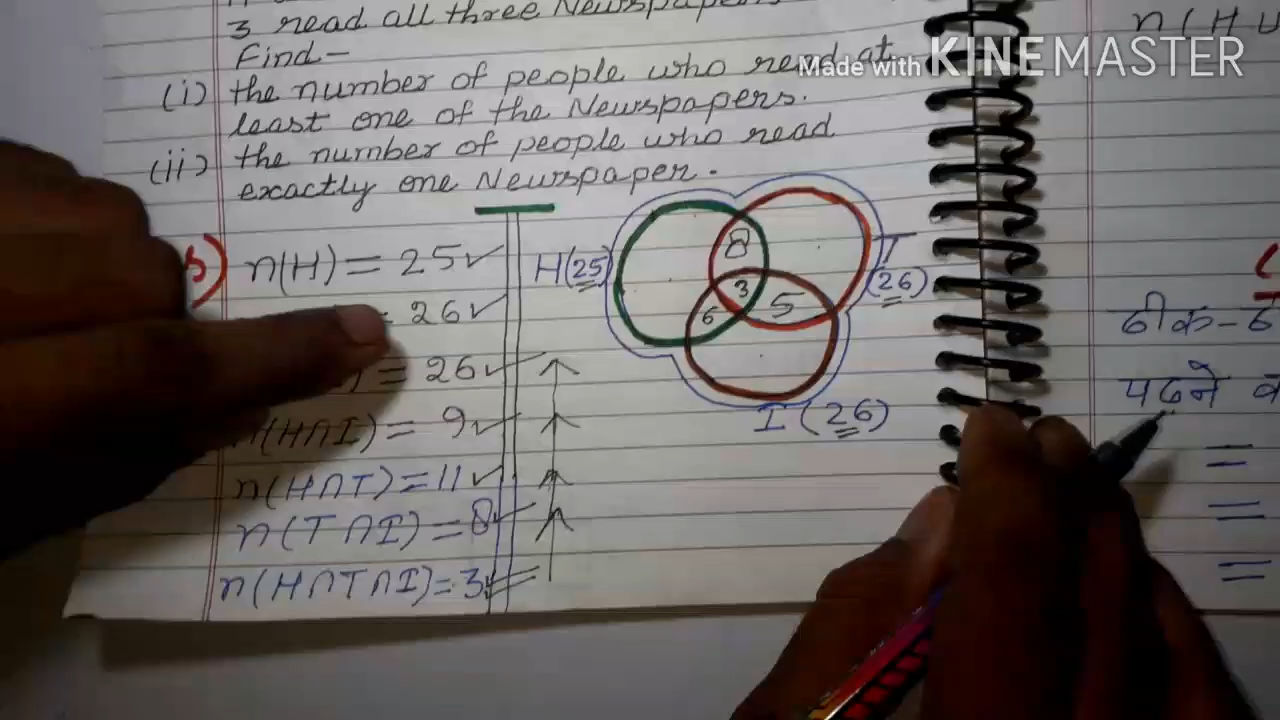 3 read all three Newspapers
Find-
(i) the number of people who read at
least one of the Newspapers.
(ii) the number of people who read
exactly one Newspaper.
n(H) = 25
= 26
= 26
n(H∩I) = 9
n(H∩T) = 11
n(T∩I) = 8
n(H∩T∩I) = 3
H(25)
T
(26)
I (26)
8
3
6
5
n(H U
ठीक-
पढने
=
=
=
Made with KINEMASTER